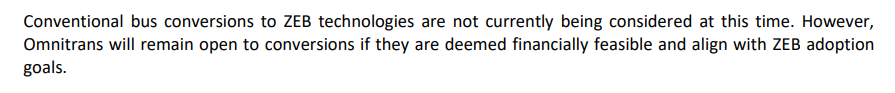 Conventional bus conversions to ZEB technologies are not currently being considered at this time. However,
Omnitrans will remain open to conversions if they are deemed financially feasible and align with ZEB adoption
goals.